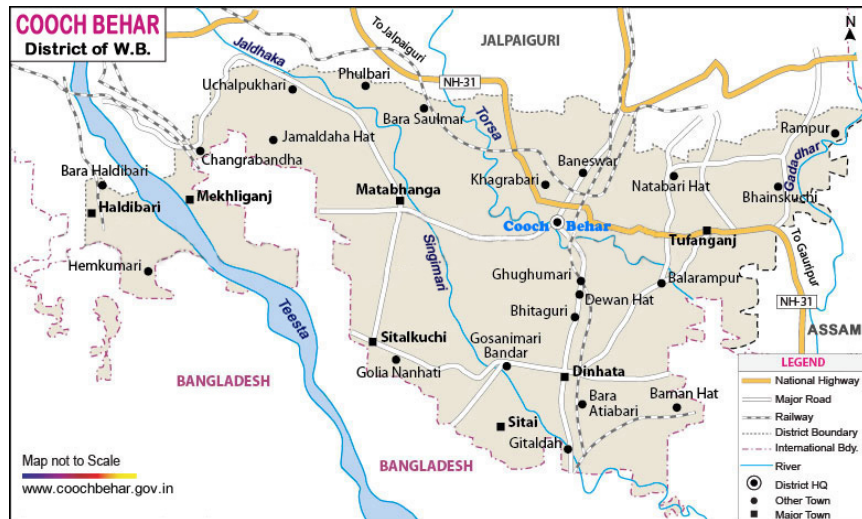 COOCH BEHAR
District of W.B.
JALPAIGURI
N
To Jalpaiguri
NH-31
Jaldhaka
Uchalpukhari
Phulbari
Bara Saulmar
Torsa
Rampur
Jamaldaha Hat
Changrabandha
Baneswar
Gadadhar
Bara Haldibari
Khagrabari
Natabari Hat
Bhainskuchi
Haldibari
Mekhliganj
Matabhanga
Cooch Behar
Tufanganj
To Gauripur
Singimari
Hemkumari
Ghughumari
Balarampur
Dewan Hat
NH-31
Teesta
Bhitaguri
ASSAM
Sitalkuchi
Gosanimari
Bandar
Golia Nanhati
BANGLADESH
Dinhata
Bara
Atiabari
Baman Hat
Sitai
Gitaldah
BANGLADESH
Map not to Scale
www.coochbehar.gov.in
LEGEND
National Highway
Major Road
Railway
District Boundary
International Bdy.
River
District HQ
Other Town
Major Town